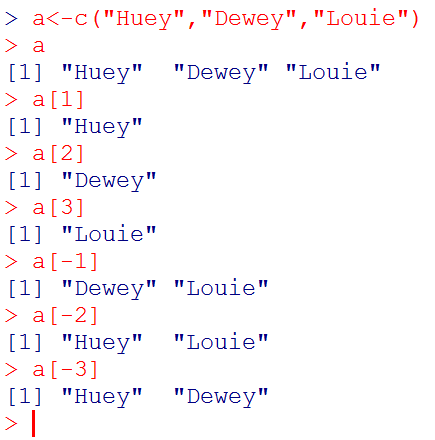 > a<-c("Huey","Dewey","Louie")
> a
[1] "Huey"  "Dewey" "Louie"
> a[1]
[1] "Huey"
> a[2]
[1] "Dewey"
> a[3]
[1] "Louie"
> a[-1]
[1] "Dewey" "Louie"
> a[-2]
[1] "Huey"  "Louie"
> a[-3]
[1] "Huey"  "Dewey"
>